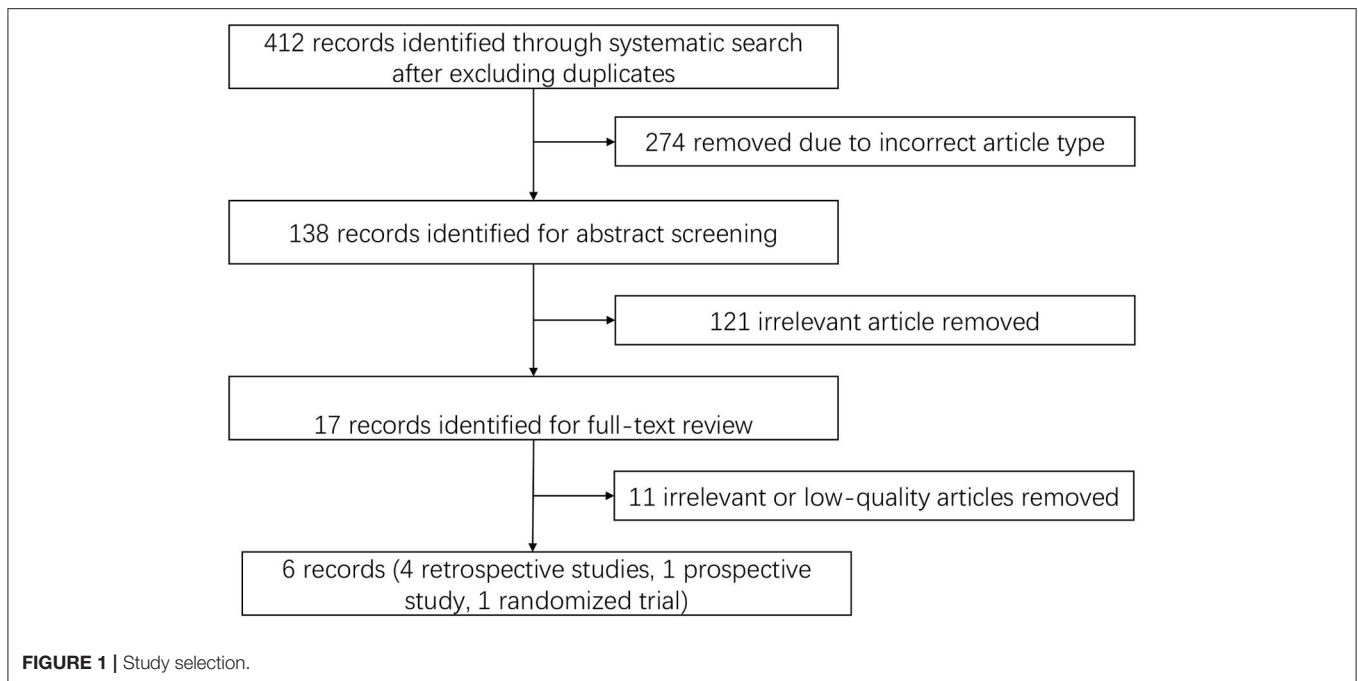 412 records identified through systematic search
after excluding duplicates
274 removed due to incorrect article type
138 records identified for abstract screening
121 irrelevant article removed
17 records identified for full-text review
11 irrelevant or low-quality articles removed
6 records (4 retrospective studies, 1 prospective
study, 1 randomized trial)
FIGURE 1 | Study selection.